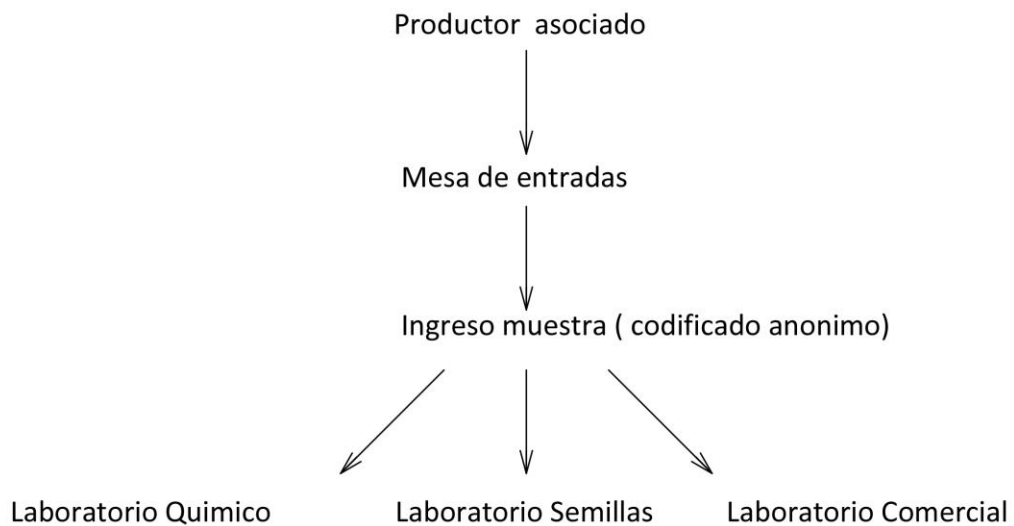 Productor asociado
Mesa de entradas
Ingreso muestra ( codificado anonimo)
Laboratorio Quimico
Laboratorio Semillas
Laboratorio Comercial